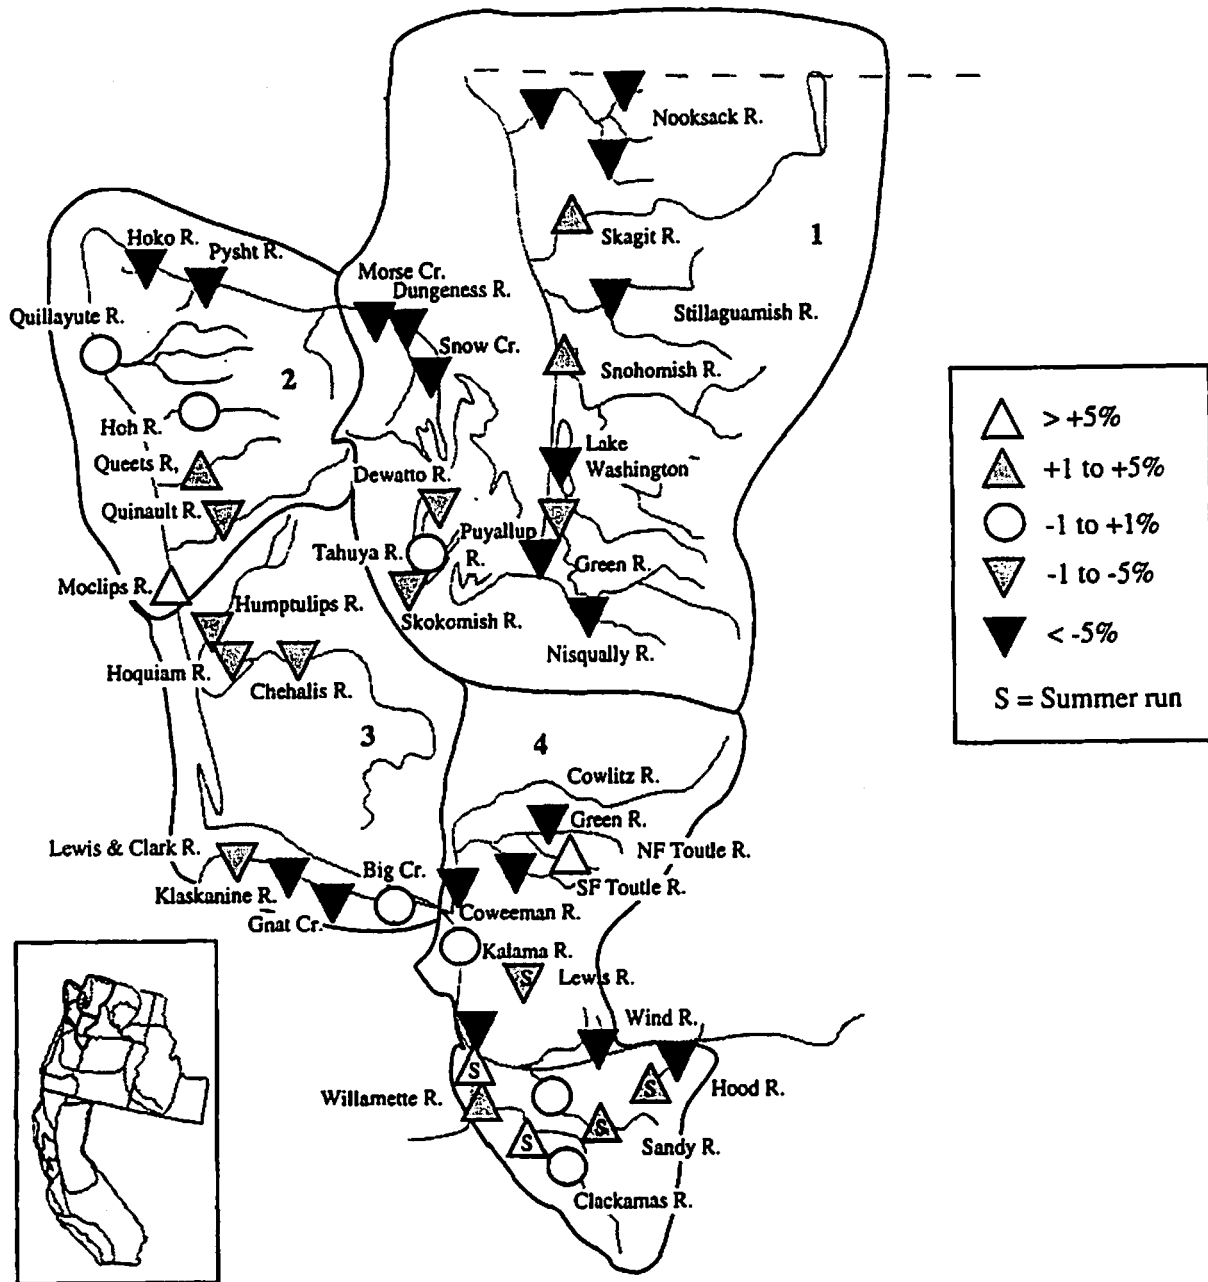 Nooksack R.
Skagit R.
1
Hoko R.
Pysht R.
Morse Cr.
Dungeness R.
Quillayute R.
Stillaguamish R.
Snow Cr.
Snohomish R.
2
Hoh R.
Queets R,
Dewatto R.
Lake
Washington
Quinault R.
Puyallup
R.
Tahuya R.
Green R.
Moclips R.
Humptulips R.
Skokomish R.
Nisqually R.
Hoquiam R.
Chehalis R.
3
4
Cowlitz R.
Green R.
NF Toutle R.
Lewis & Clark R.
Big Cr.
SF Toutle R.
Klaskanine R.
Gnat Cr.
Coweeman R.
Kalama R.
S
Lewis R.
Wind R.
S
S
Hood R.
Willamette R.
S
S
Sandy R.
Clackamas R.
> +5%
+1 to +5%
-1 to +1%
-1 to -5%
< -5%
S = Summer run